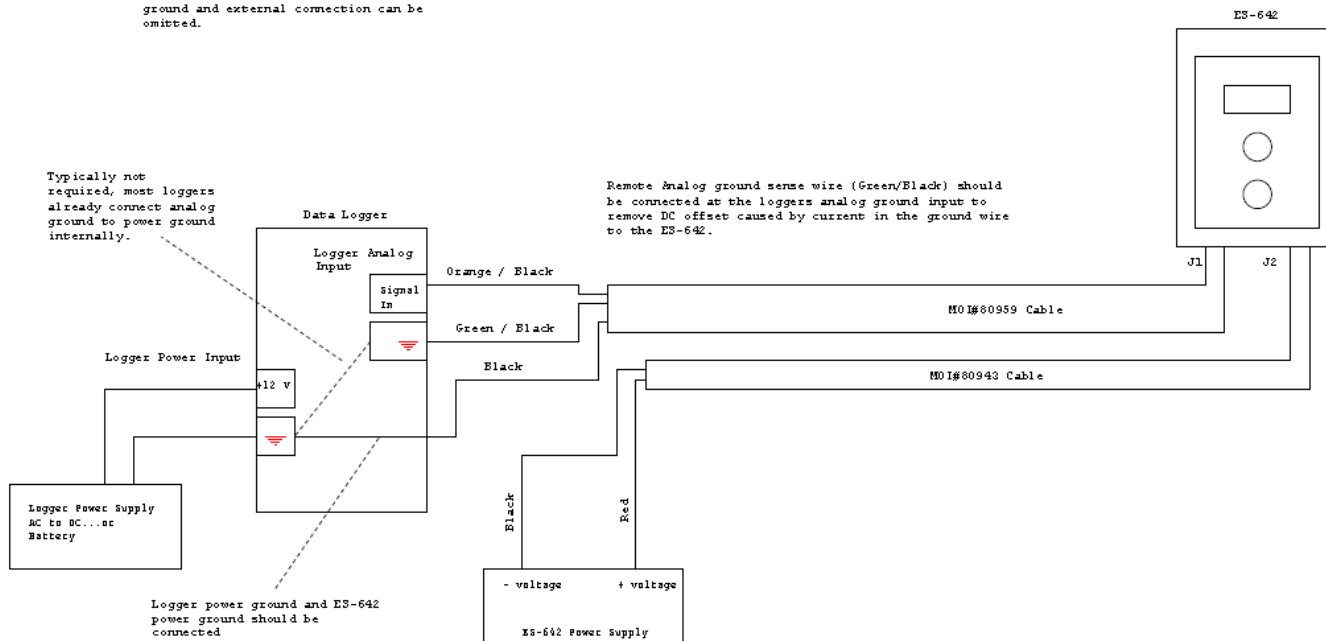 ground and external connection can be
omitted.
ES-642
Typically not
required, most loggers
already connect analog
ground to power ground
internally.
Remote Analog ground sense wire (Green/Black) should
be connected at the loggers analog ground input to
remove DC offset caused by current in the ground wire
to the ES-642.
Data Logger
Logger Analog
Input
Orange / Black
J1
J2
Signal
In
MOI#80959 Cable
Green / Black
Logger Power Input
Black
MOI#80943 Cable
+12 V
Black
Red
Logger Power Supply
AC to DC...or
Battery
- voltage
+ voltage
Logger power ground and ES-642
power ground should be
connected
ES-642 Power Supply